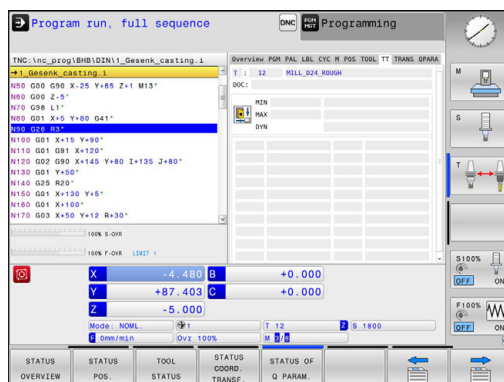 Program run, full sequence
DNC
PGM MGT
Programming
TNC:\nc_prog\BHB\DIN\1_Gesenk_casting.i
→1_Gesenk_casting.i
N50 G00 G90 X-25 Y+65 Z+1 M13*
N60 G00 Z-5*
N70 G98 L1*
N80 G01 X+5 Y+80 G41*
N90 G26 R3*
N100 G01 X+15 Y+90*
N110 G01 G91 X+120*
N120 G02 G90 X+145 Y+80 I+135 J+80*
N130 G01 Y+50*
N140 G25 R20*
N150 G01 X+130 Y+5*
N160 G01 X+100*
N170 G03 X+50 Y+12 R+30*
100% S-OVR
100% F-OVR LIMIT 1
Overview PGM PAL LBL CYC M POS TOOL TT TRANS QPARA
T : 12 MILL_D24_ROUGH
DOC:
MIN
MAX
DYN
X -4.480 B +0.000
Y +87.403 C +0.000
Z -5.000
Mode: NOML. 1 T 12 Z S 1800
F 0mm/min Ovr 100% M 3/8
STATUS OVERVIEW
STATUS POS.
TOOL STATUS
STATUS COORD. TRANSF.
STATUS OF Q PARAM.
M
S
T
S100%
OFF ON
F100%
OFF ON